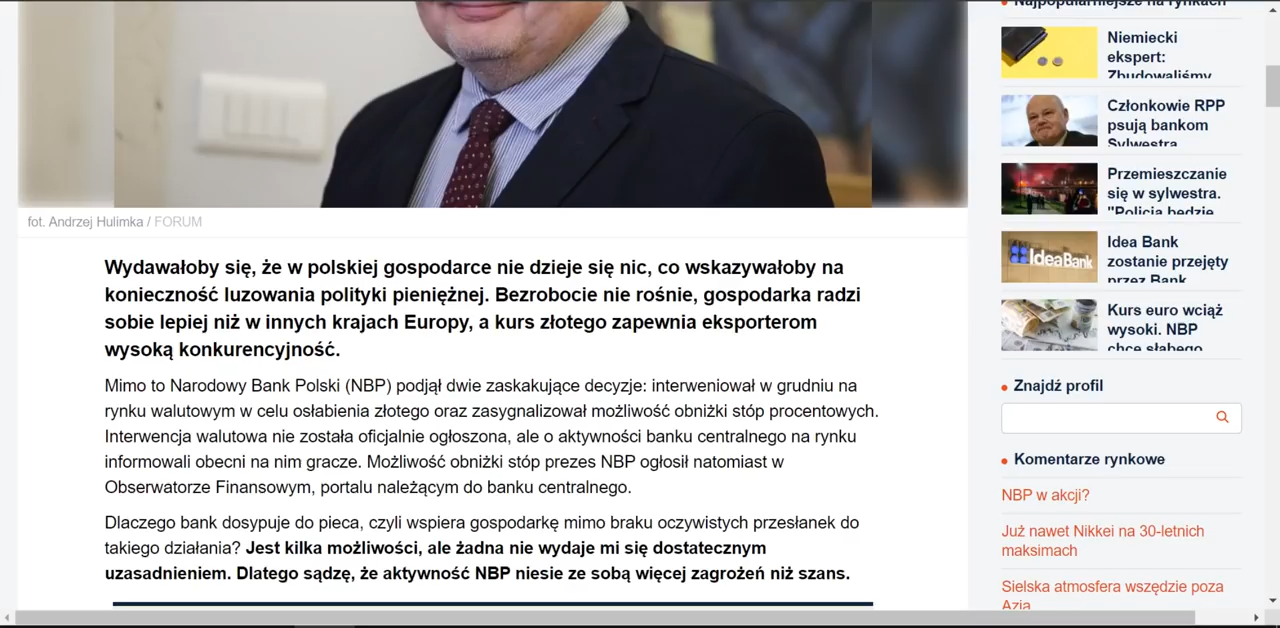 fot. Andrzej Hulimka / FORUM
Wydawałoby się, że w polskiej gospodarce nie dzieje się nic, co wskazywałoby na
konieczność luzowania polityki pieniężnej. Bezrobocie nie rośnie, gospodarka radzi
sobie lepiej niż w innych krajach Europy, a kurs złotego zapewnia eksporterom
wysoką konkurencyjność.
Mimo to Narodowy Bank Polski (NBP) podjął dwie zaskakujące decyzje: interweniował w grudniu na
rynku walutowym w celu osłabienia złotego oraz zasygnalizował możliwość obniżki stóp procentowych.
Interwencja walutowa nie została oficjalnie ogłoszona, ale o aktywności banku centralnego na rynku
informowali obecni na nim gracze. Możliwość obniżki stóp prezes NBP ogłosił natomiast w
Obserwatorze Finansowym, portalu należącym do banku centralnego.
Dlaczego bank dosypuje do pieca, czyli wspiera gospodarkę mimo braku oczywistych przesłanek do
takiego działania? Jest kilka możliwości, ale żadna nie wydaje mi się dostatecznym
uzasadnieniem. Dlatego sądzę, że aktywność NBP niesie ze sobą więcej zagrożeń niż szans.
Najpopularniejsze na rynkach
Niemiecki
ekspert:
Zbudowaliśmy
Członkowie RPP
psują bankom
Sylwestra
Przemieszczanie
się w sylwestra.
"Policja będzie
Idea Bank
zostanie przejęty
przez Bank
IdeaBank
Kurs euro wciąż
wysoki. NBP
chce słabego
Znajdź profil
Komentarze rynkowe
NBP w akcji?
Już nawet Nikkei na 30-letnich
maksimach
Sielska atmosfera wszędzie poza
Azją